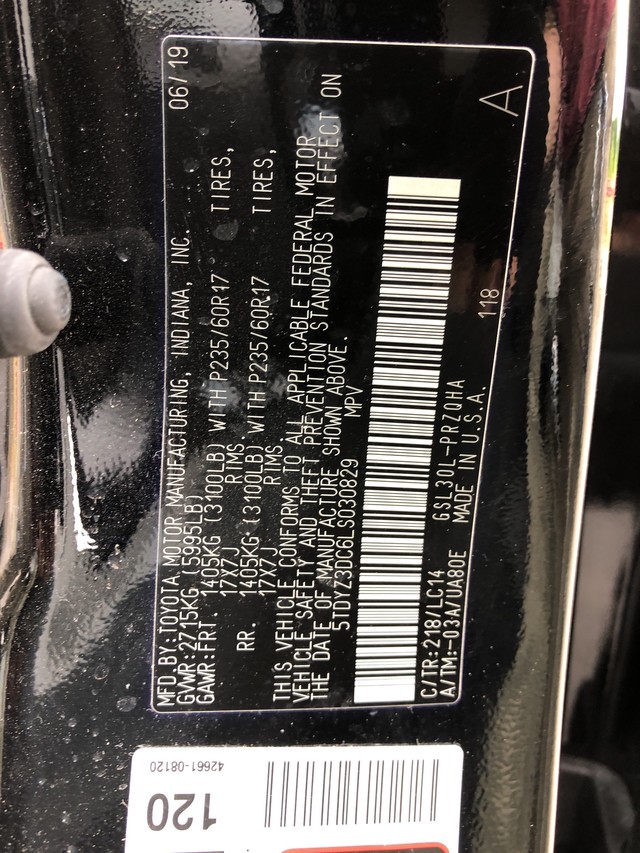 MFD BY:TOYOTA MOTOR MANUFACTURING, INDIANA, INC. 06/19
GVWR:2715KG (5995LB)
GAWR:FRT. 1405KG (3100LB) WITH P235/60R17 TIRES,
17X7J RIMS.
RR. 1405KG (3100LB) WITH P235/60R17 TIRES,
17X7J RIMS.
THIS VEHICLE CONFORMS TO ALL APPLICABLE FEDERAL MOTOR
VEHICLE SAFETY AND THEFT PREVENTION STANDARDS IN EFFECT ON
THE DATE OF MANUFACTURE SHOWN ABOVE.
5TDYZ3DC6LS030829 MPV
118
C/TR:218/LC14 GSL30L-PRZQHA
A/TM:-03A/UA80E MADE IN U.S.A.
A
42661-08120
120